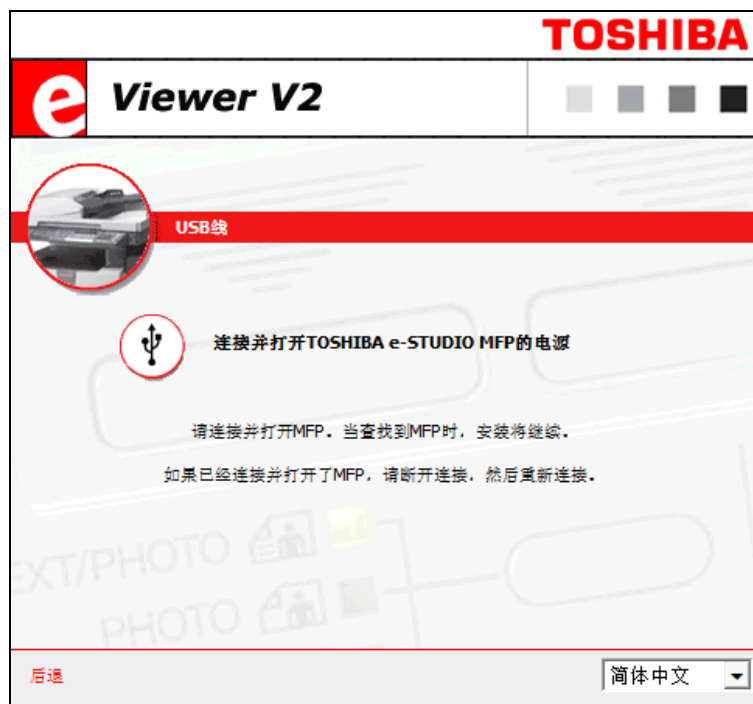 TOSHIBA
e Viewer V2
USB线
连接并打开TOSHIBA e-STUDIO MFP的电源
请连接并打开MFP。当查找到MFP时，安装将继续。
如果已经连接并打开了MFP，请断开连接，然后重新连接。
EXT/PHOTO
PHOTO
后退
简体中文